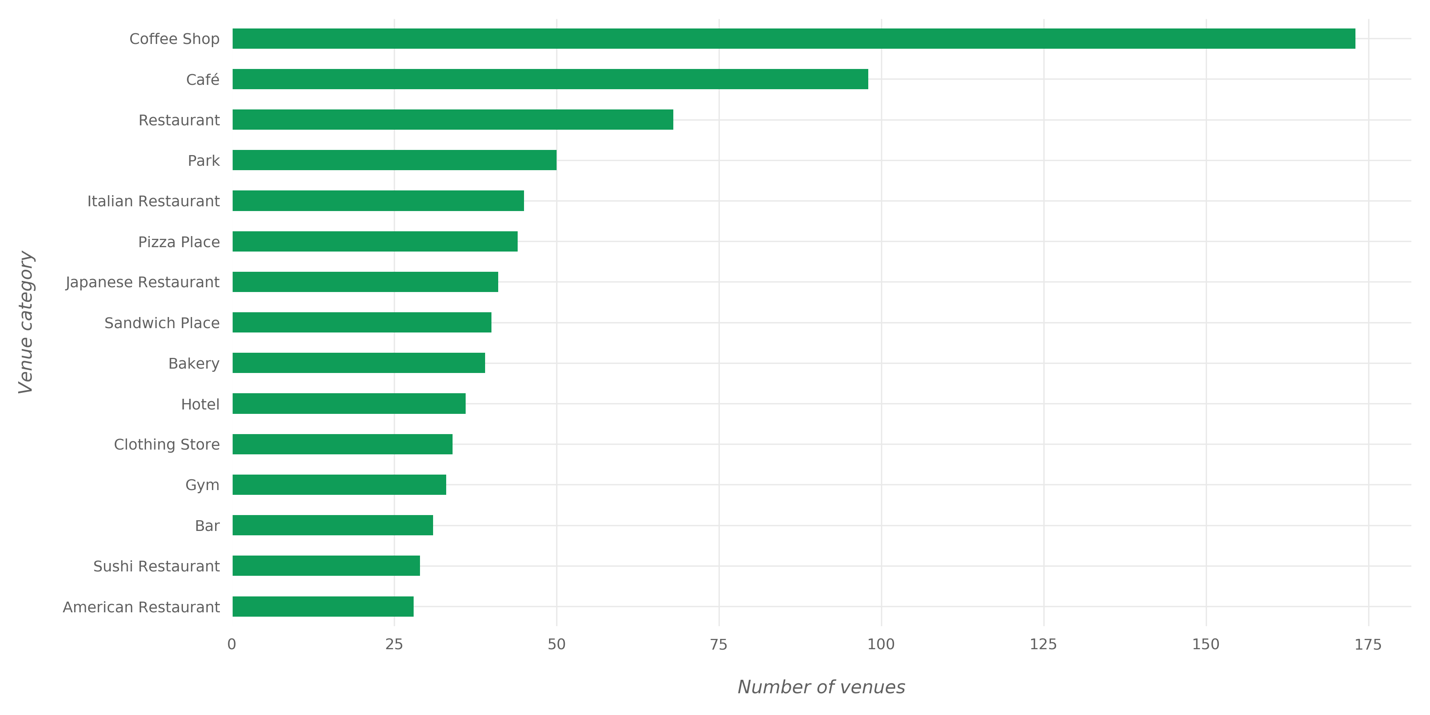 Coffee Shop
Café
Restaurant
Park
Italian Restaurant
Pizza Place
Japanese Restaurant
Sandwich Place
Bakery
Hotel
Clothing Store
Gym
Bar
Sushi Restaurant
American Restaurant
Venue category
0 25 50 75 100 125 150 175
Number of venues